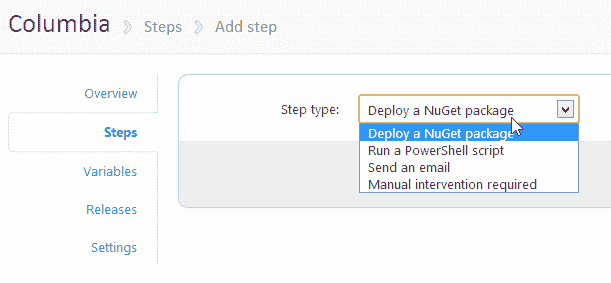 Columbia Steps Add step
Overview
Steps
Variables
Releases
Settings
Step type: Deploy a NuGet package
Deploy a NuGet package
Run a PowerShell script
Send an email
Manual intervention required